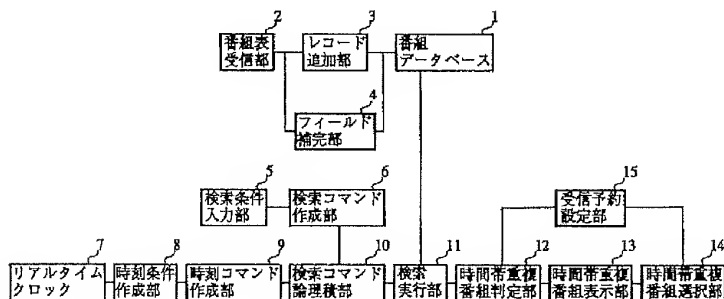 2
3
1
番組表
受信部
レコード
追加部
番組
データベース
4
フィールド
補完部
5
6
15
検索条件
入力部
検索コマンド
作成部
受信予約
設定部
7
8
9
10
11
12
13
14
リアルタイム
クロック
時刻条件
作成部
時刻コマンド
作成部
検索コマンド
論理積部
検索
実行部
時間帯重複
番組判定部
時間帯重複
番組表示部
時間帯重複
番組選択部